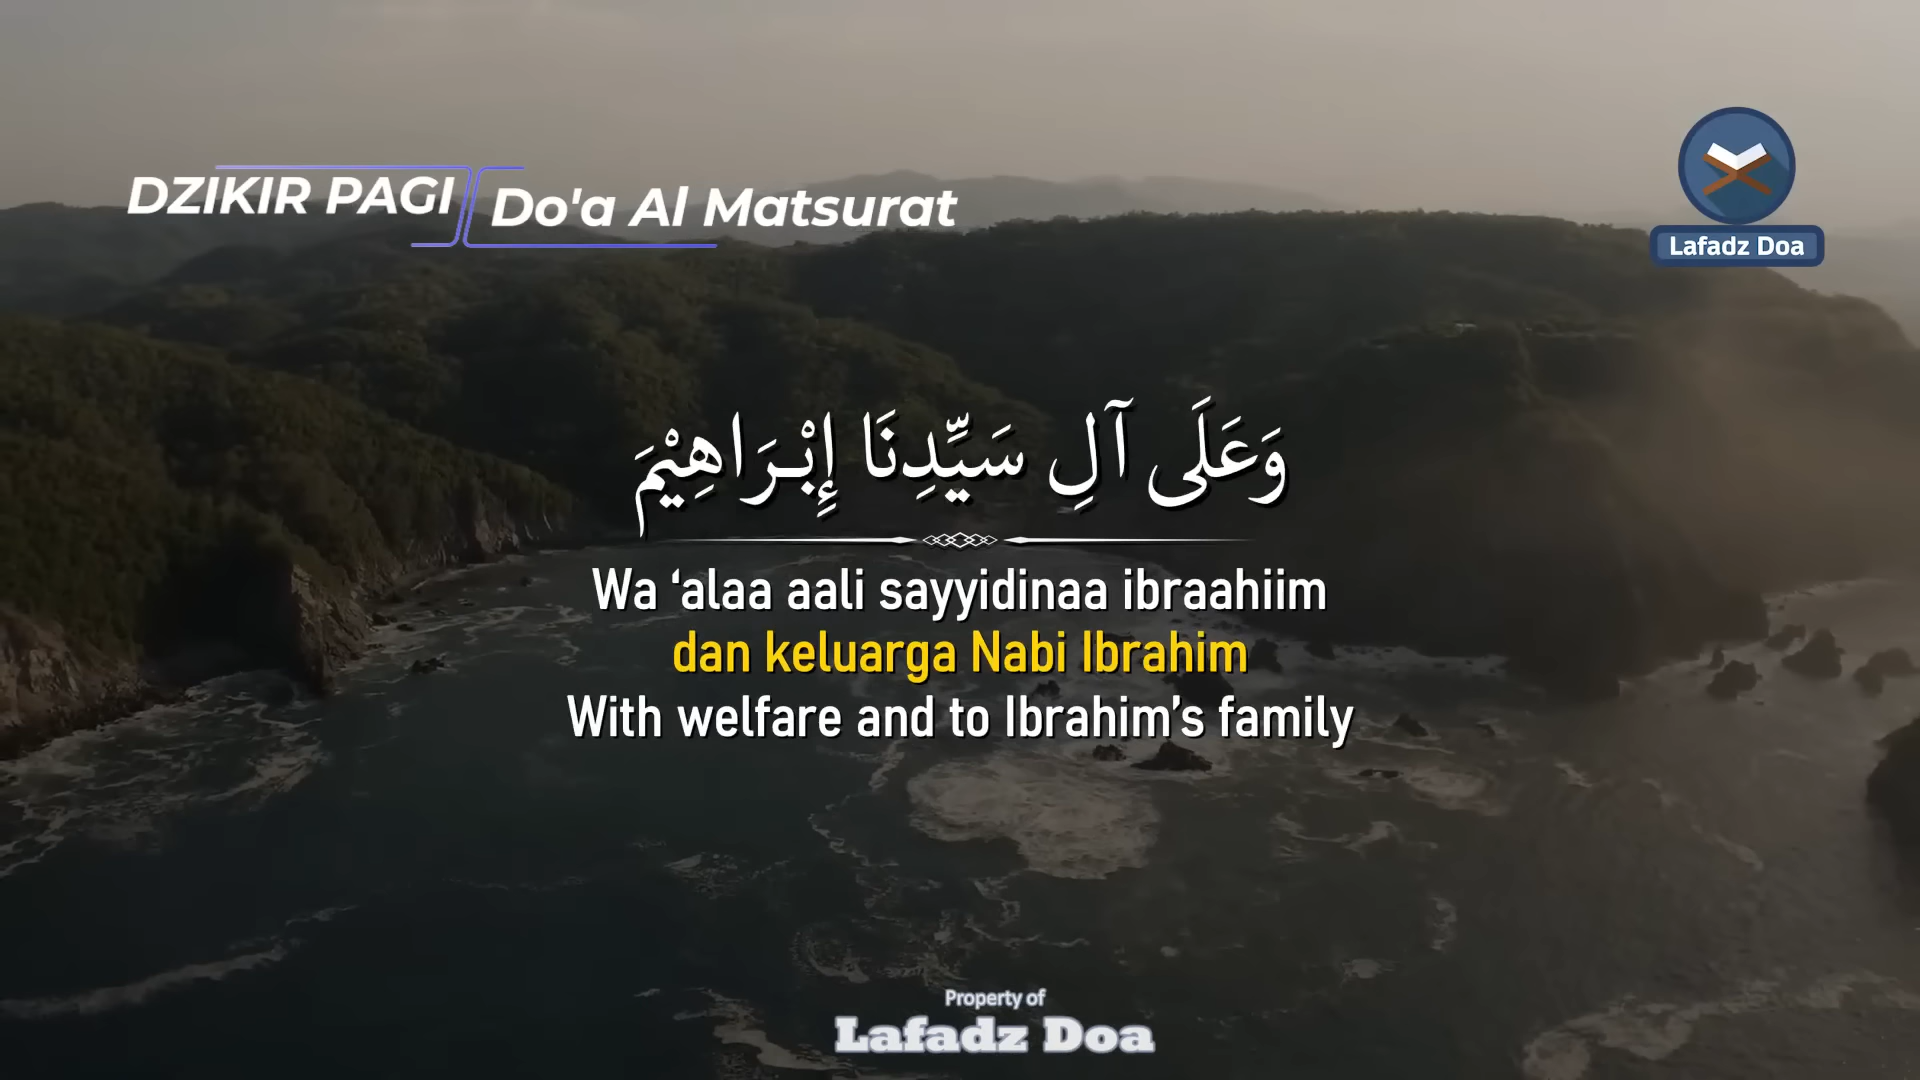 DZIKIR PAGI
Do'a Al Matsurat
Lafadz Doa
وَعَلَى آلِ سَيِّدِنَا إِبْرَاهِيْمَ
Wa ‘alaa aali sayyidinaa ibraahiim
dan keluarga Nabi Ibrahim
With welfare and to Ibrahim’s family
Property of
Lafadz Doa